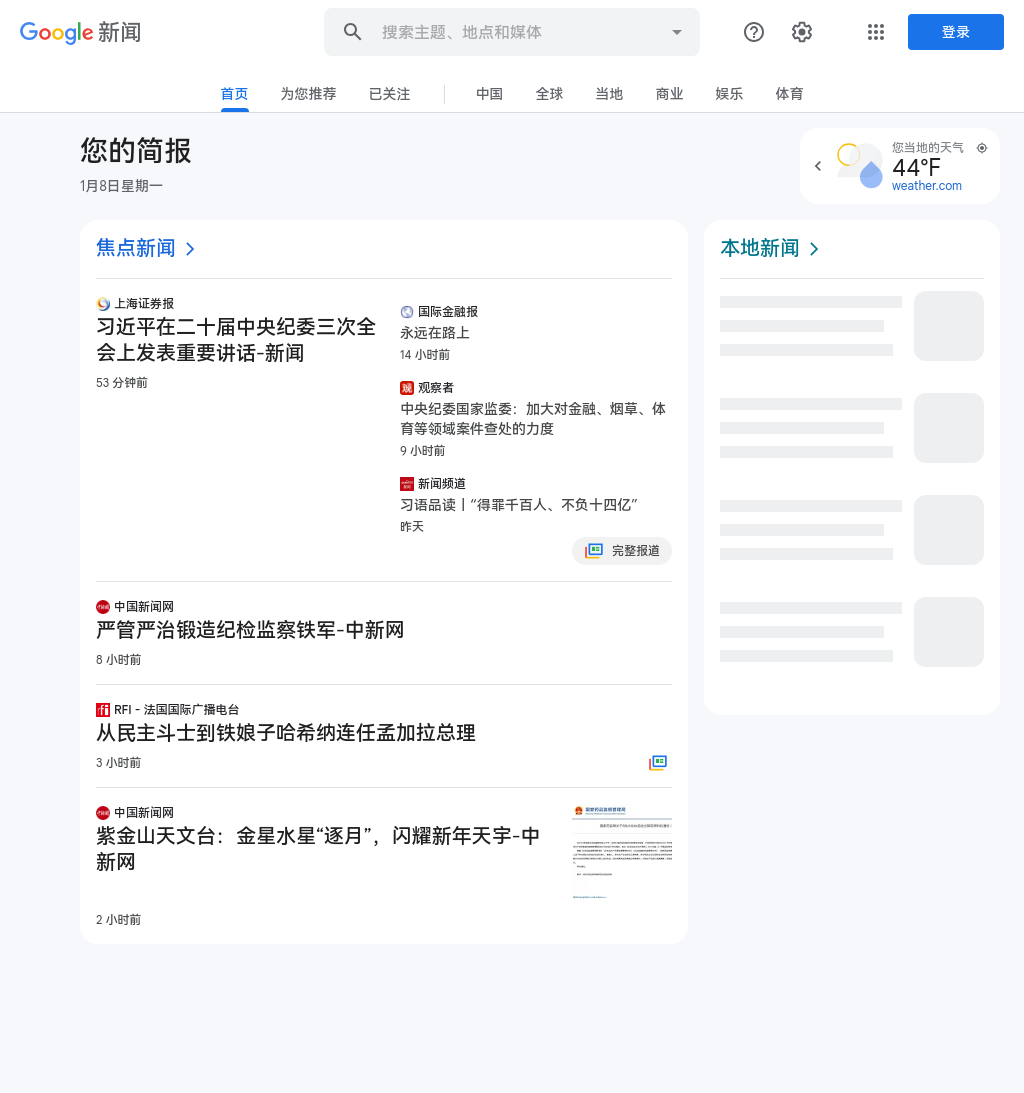 Google 新闻
搜索主题、地点和媒体
登录
首页
为您推荐
已关注
中国
全球
当地
商业
娱乐
体育
您的简报
1月8日星期一
您当地的天气
44°F
weather.com
焦点新闻
上海证券报
习近平在二十届中央纪委三次全
会上发表重要讲话-新闻
53 分钟前
国际金融报
永远在路上
14 小时前
观察者
中央纪委国家监委：加大对金融、烟草、体
育等领域案件查处的力度
9 小时前
新闻频道
习语品读丨“得罪千百人、不负十四亿”
昨天
完整报道
中国新闻网
严管严治锻造纪检监察铁军-中新网
8 小时前
RFI - 法国国际广播电台
从民主斗士到铁娘子哈希纳连任孟加拉总理
3 小时前
中国新闻网
紫金山天文台：金星水星“逐月”，闪耀新年天宇-中
新网
2 小时前
本地新闻